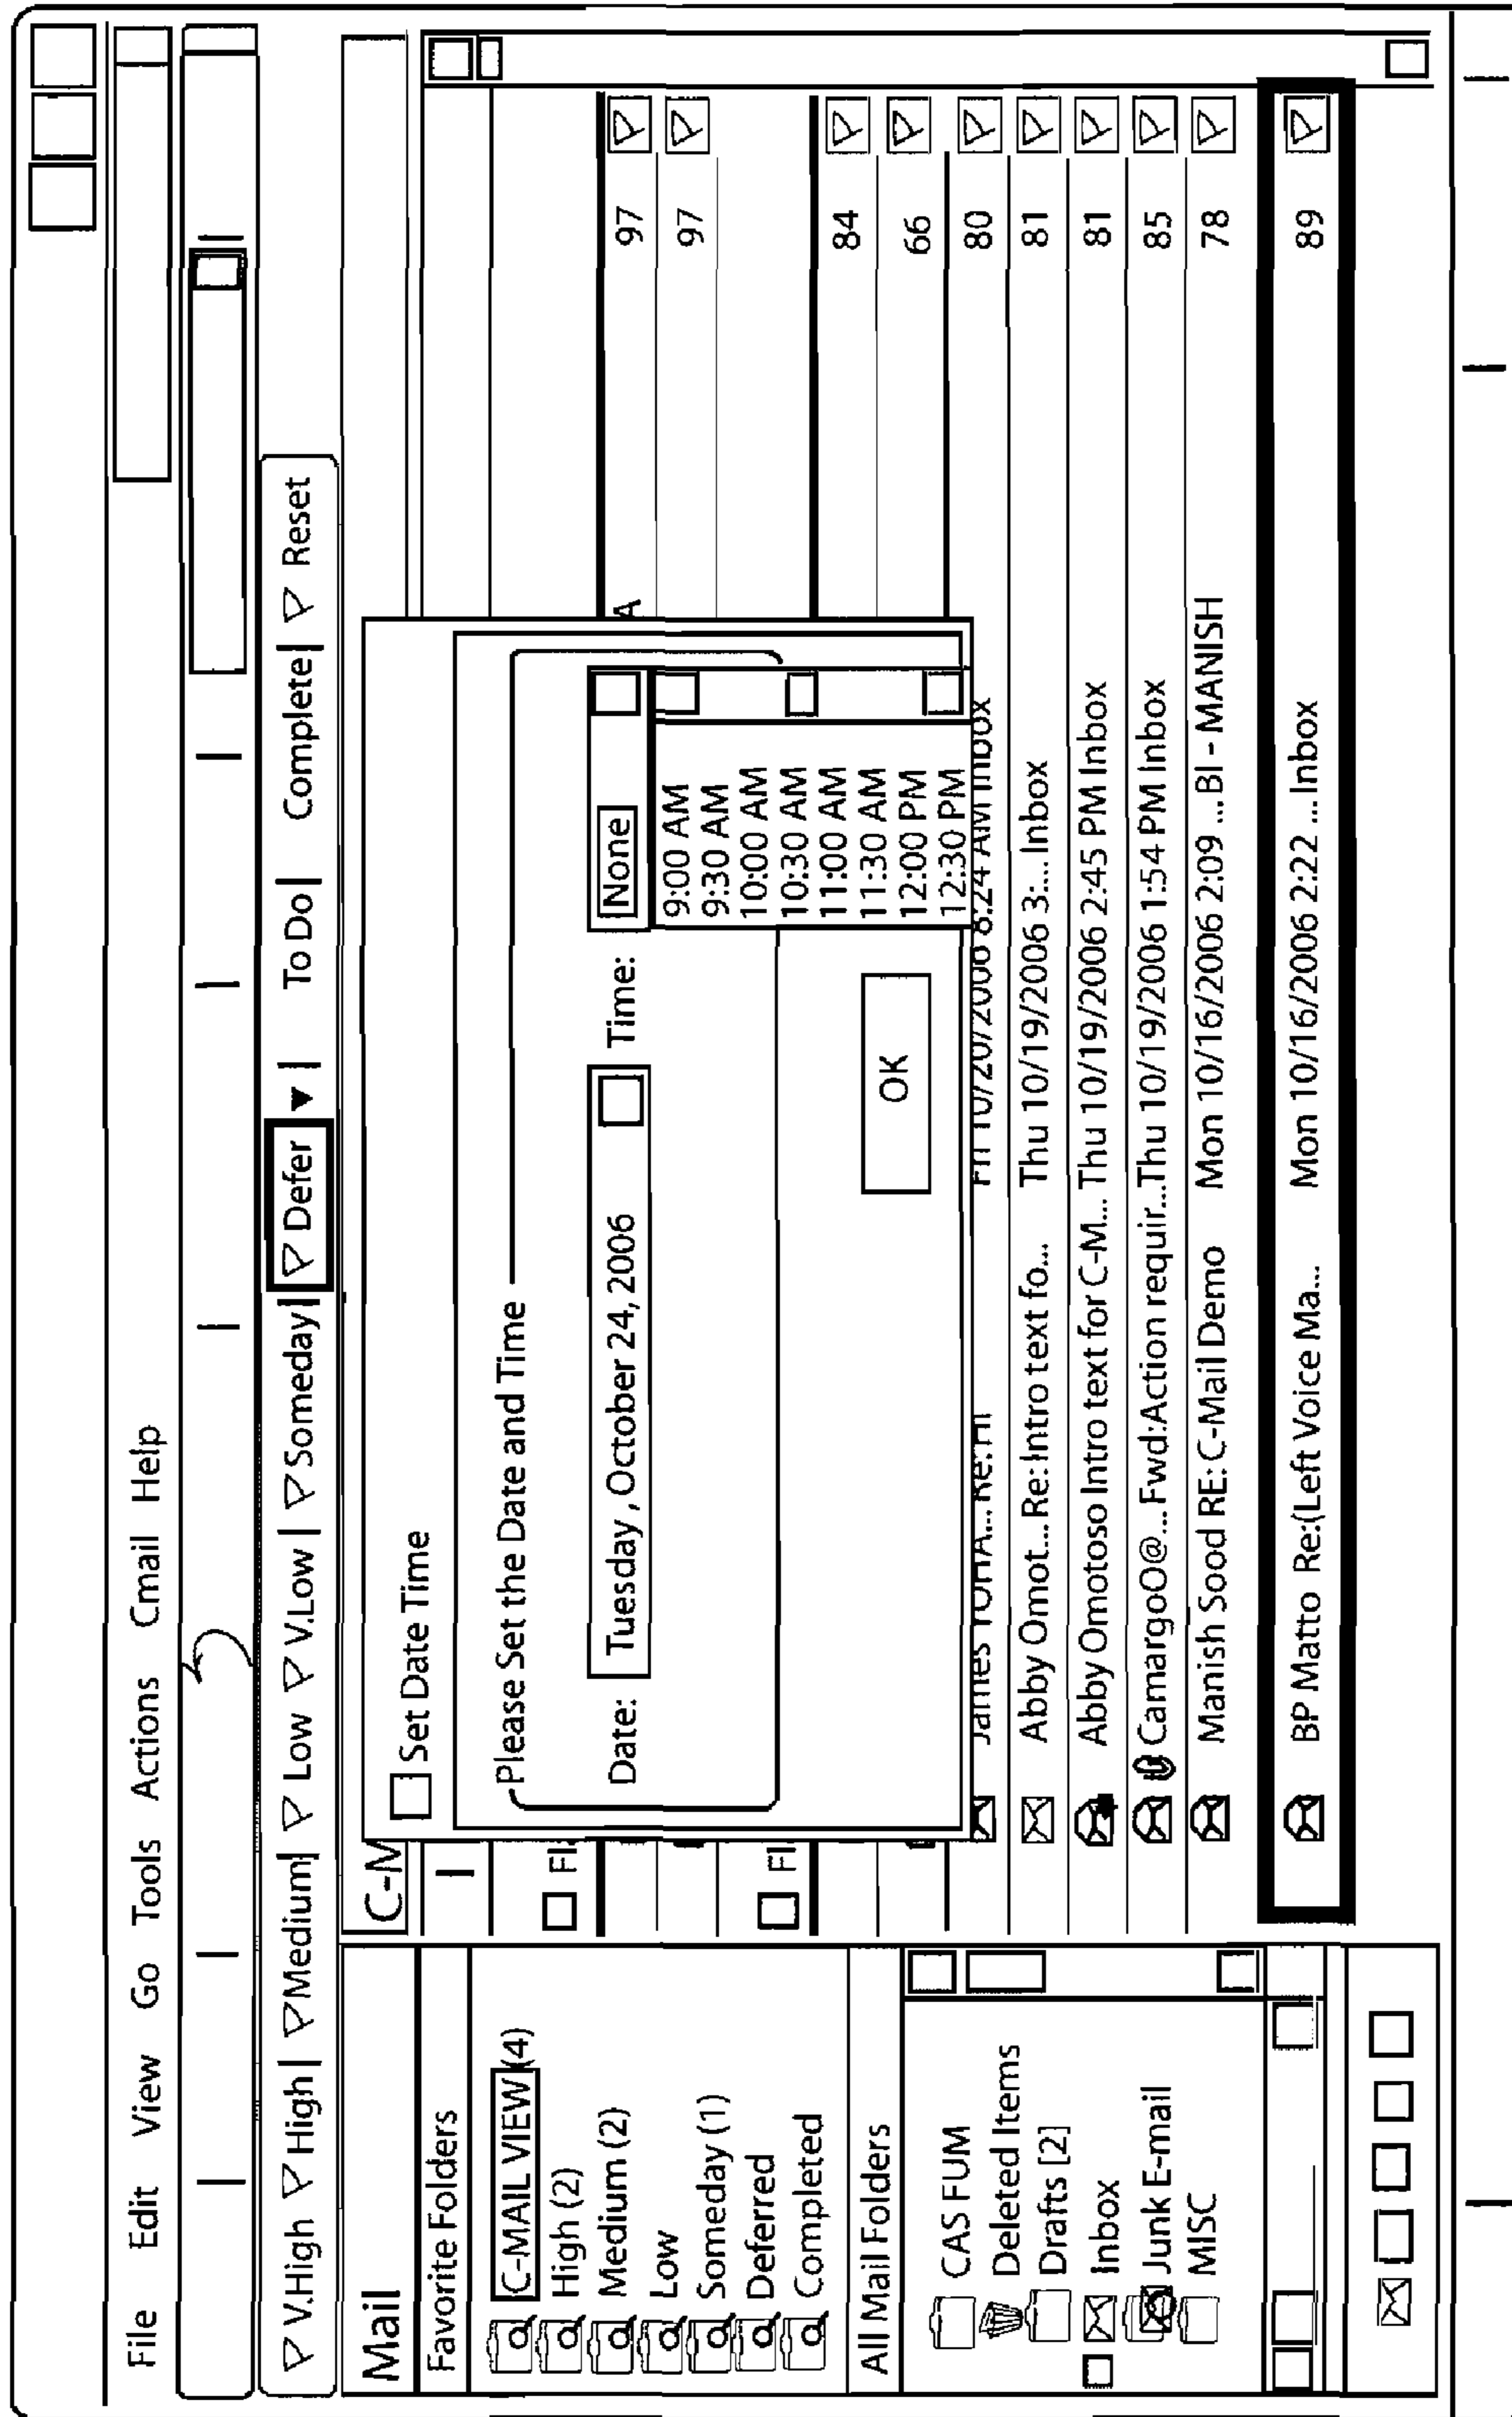 File Edit View Go Tools Actions Cmail Help
V.High High Medium Low V.Low Someday Defer ▼ To Do Complete Reset
Mail
Favorite Folders
C-MAIL VIEW (4)
High (2)
Medium (2)
Low
Someday (1)
Deferred
Completed
All Mail Folders
CAS FUM
Deleted Items
Drafts [2]
Inbox
Junk E-mail
MISC
C-M
Set Date Time
Please Set the Date and Time
Date: Tuesday , October 24, 2006 Time: None
9:00 AM
9:30 AM
10:00 AM
10:30 AM
11:00 AM
11:30 AM
12:00 PM
12:30 PM
OK
A 97
97
84
66
James 10/20/2006 8:24 AM Inbox 80
Abby Omot... Re: Intro text fo... Thu 10/19/2006 3:... Inbox 81
Abby Omotoso Intro text for C-M... Thu 10/19/2006 2:45 PM Inbox 81
CamargoO@... Fwd:Action requir...Thu 10/19/2006 1:54 PM Inbox 85
Manish Sood RE: C-Mail Demo Mon 10/16/2006 2:09 ... BI - MANISH 78
BP Matto Re:(Left Voice Ma... Mon 10/16/2006 2:22 ... Inbox 89